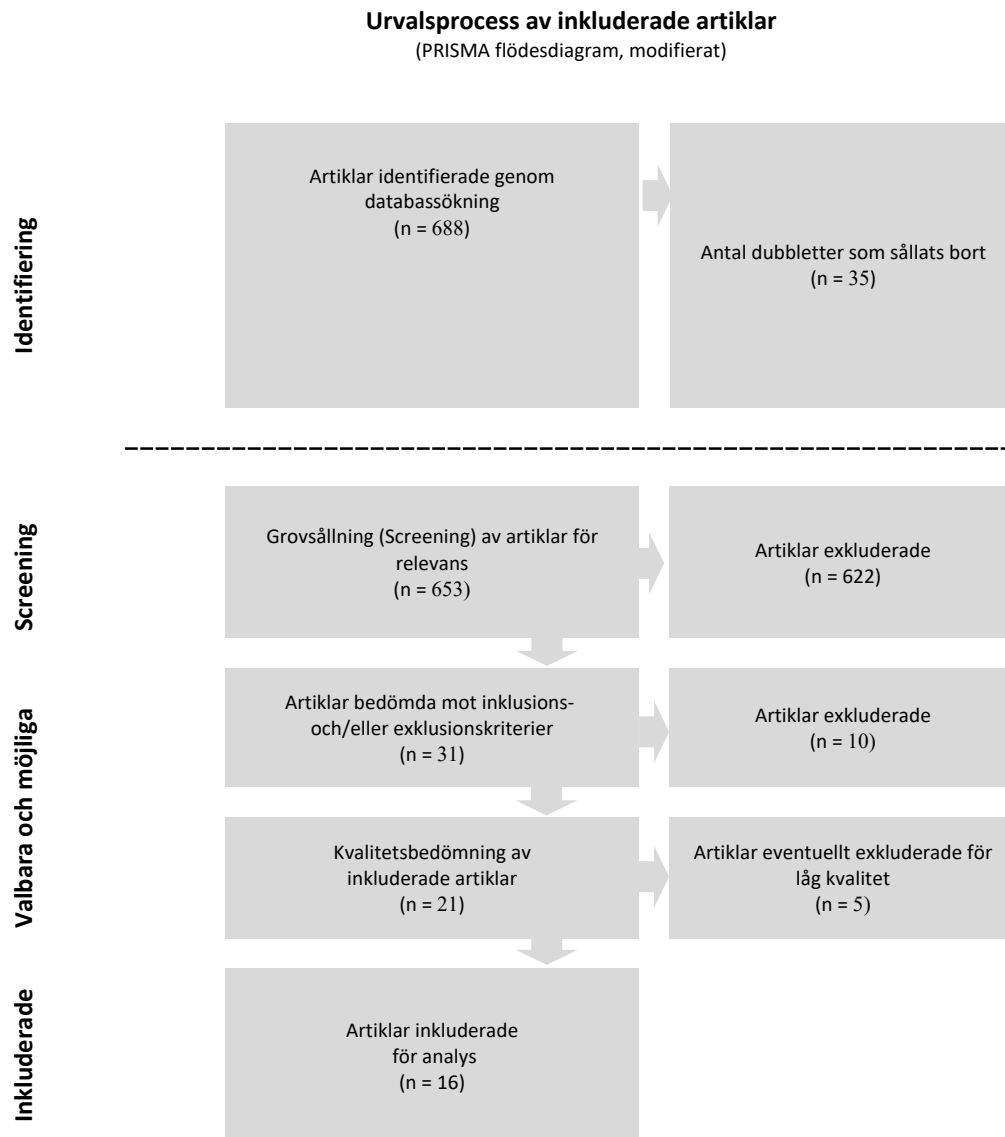 Urvalsprocess av inkluderade artiklar
(PRISMA flödesdiagram, modifierat)
Identifiering
Artiklar identifierade genom
databassökning
(n = 688)
Antal dubbletter som sållats bort
(n = 35)
Screening
Grovsållning (Screening) av artiklar för
relevans
(n = 653)
Artiklar exkluderade
(n = 622)
Valbara och möjliga
Artiklar bedömda mot inklusions-
och/eller exklusionskriterier
(n = 31)
Artiklar exkluderade
(n = 10)
Kvalitetsbedömning av
inkluderade artiklar
(n = 21)
Artiklar eventuellt exkluderade för
låg kvalitet
(n = 5)
Inkluderade
Artiklar inkluderade
för analys
(n = 16)